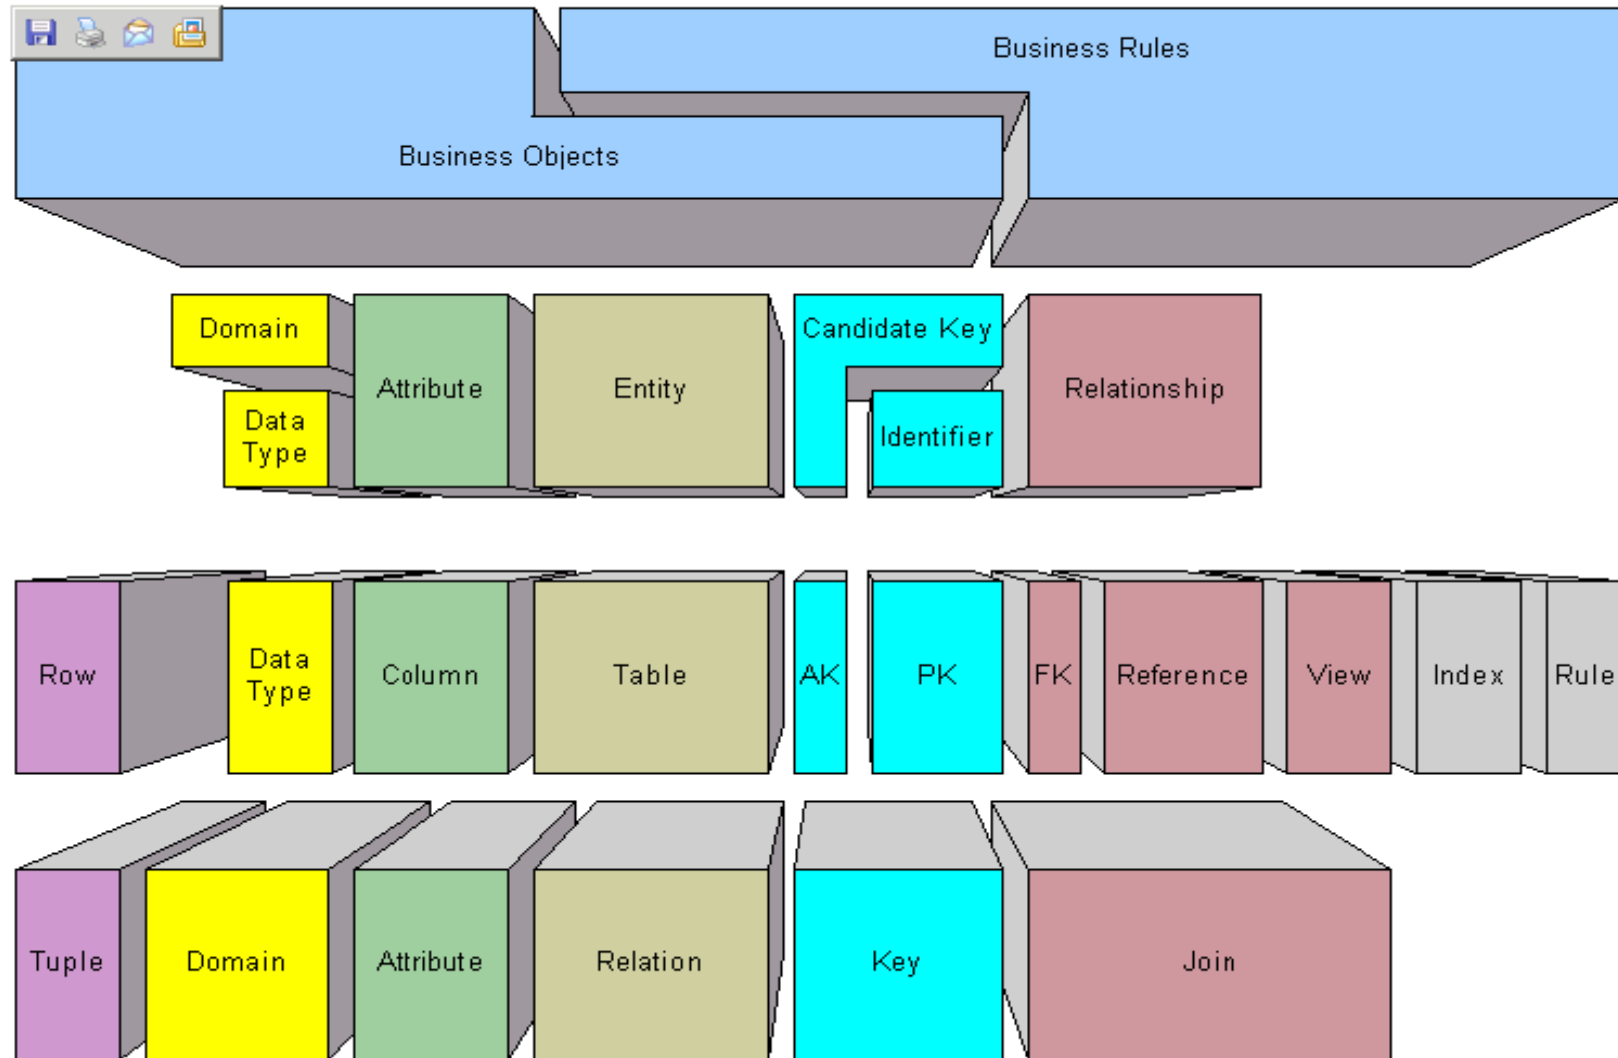 Business Rules
Business Objects
Domain
Candidate Key
Attribute
Entity
Relationship
Data
Type
Identifier
Row
Data
Type
Column
Table
AK
PK
FK
Reference
View
Index
Rule
Tuple
Domain
Attribute
Relation
Key
Join